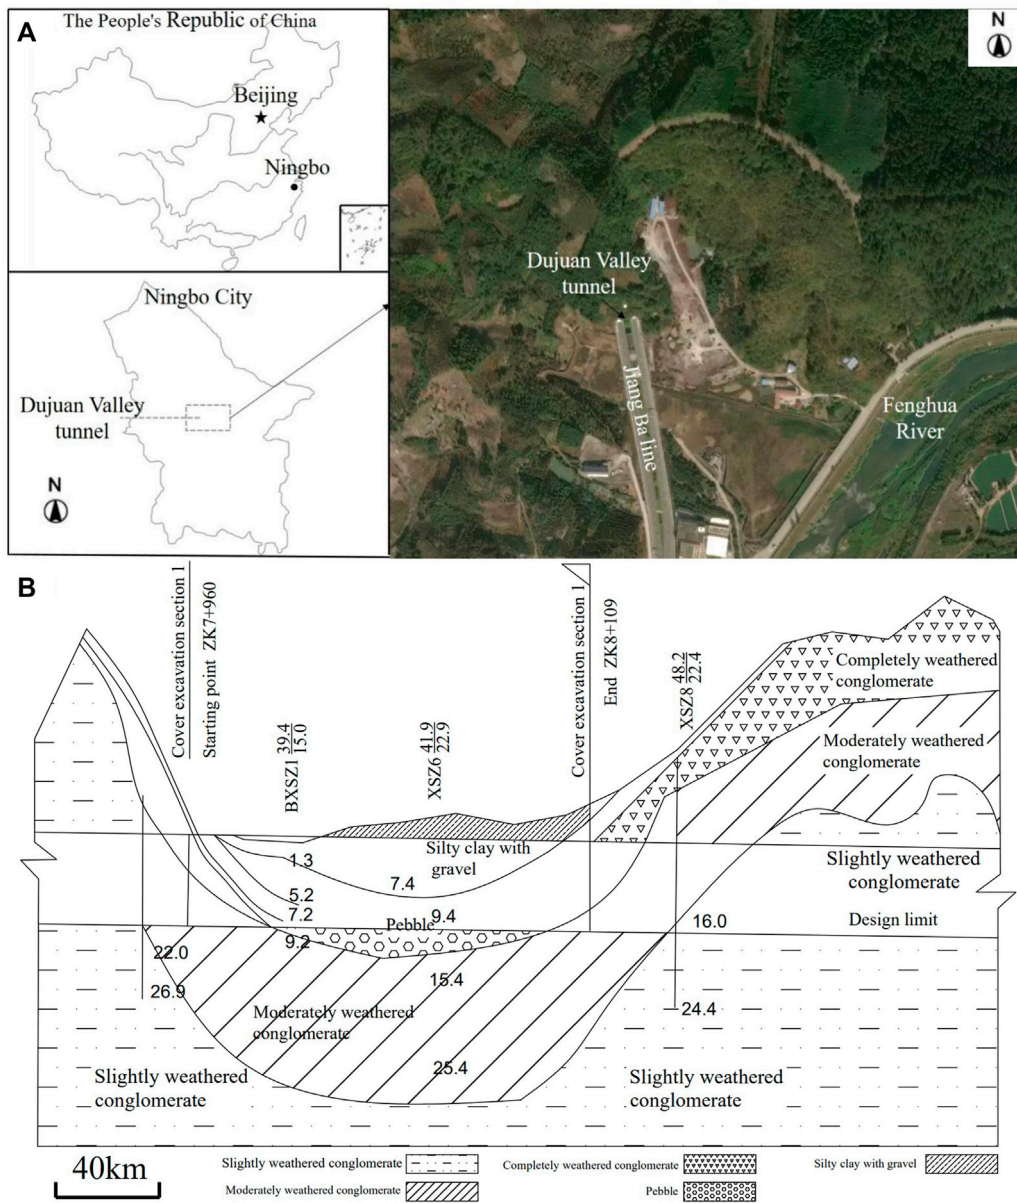 A
The People's Republic of China
Beijing
Ningbo
Ningbo City
Dujuan Valley
tunnel
N
N
Dujuan Valley
tunnel
Jiang Ba line
Fenghua
River
B
Cover excavation section 1
Starting point ZK7+960
BXSZ1 39.4
15.0
XSZ6 41.9
22.9
Cover excavation section 1
End ZK8+109
XSZ8 48.2
22.4
Completely weathered
conglomerate
Moderately weathered
conglomerate
Silty clay with
gravel
Slightly weathered
conglomerate
1.3
7.4
5.2
7.2
9.4
Pebble
16.0
Design limit
9.2
22.0
15.4
26.9
24.4
Moderately weathered
conglomerate
25.4
Slightly weathered
conglomerate
Slightly weathered
conglomerate
40km
Slightly weathered conglomerate
Completely weathered conglomerate
Silty clay with gravel
Moderately weathered conglomerate
Pebble